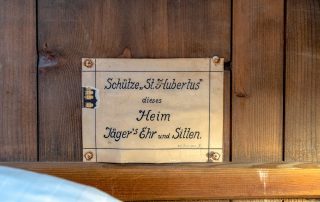 Schütze „St. Hubertus"
dieses
Heim
Jäger's Ehr und Sitten.